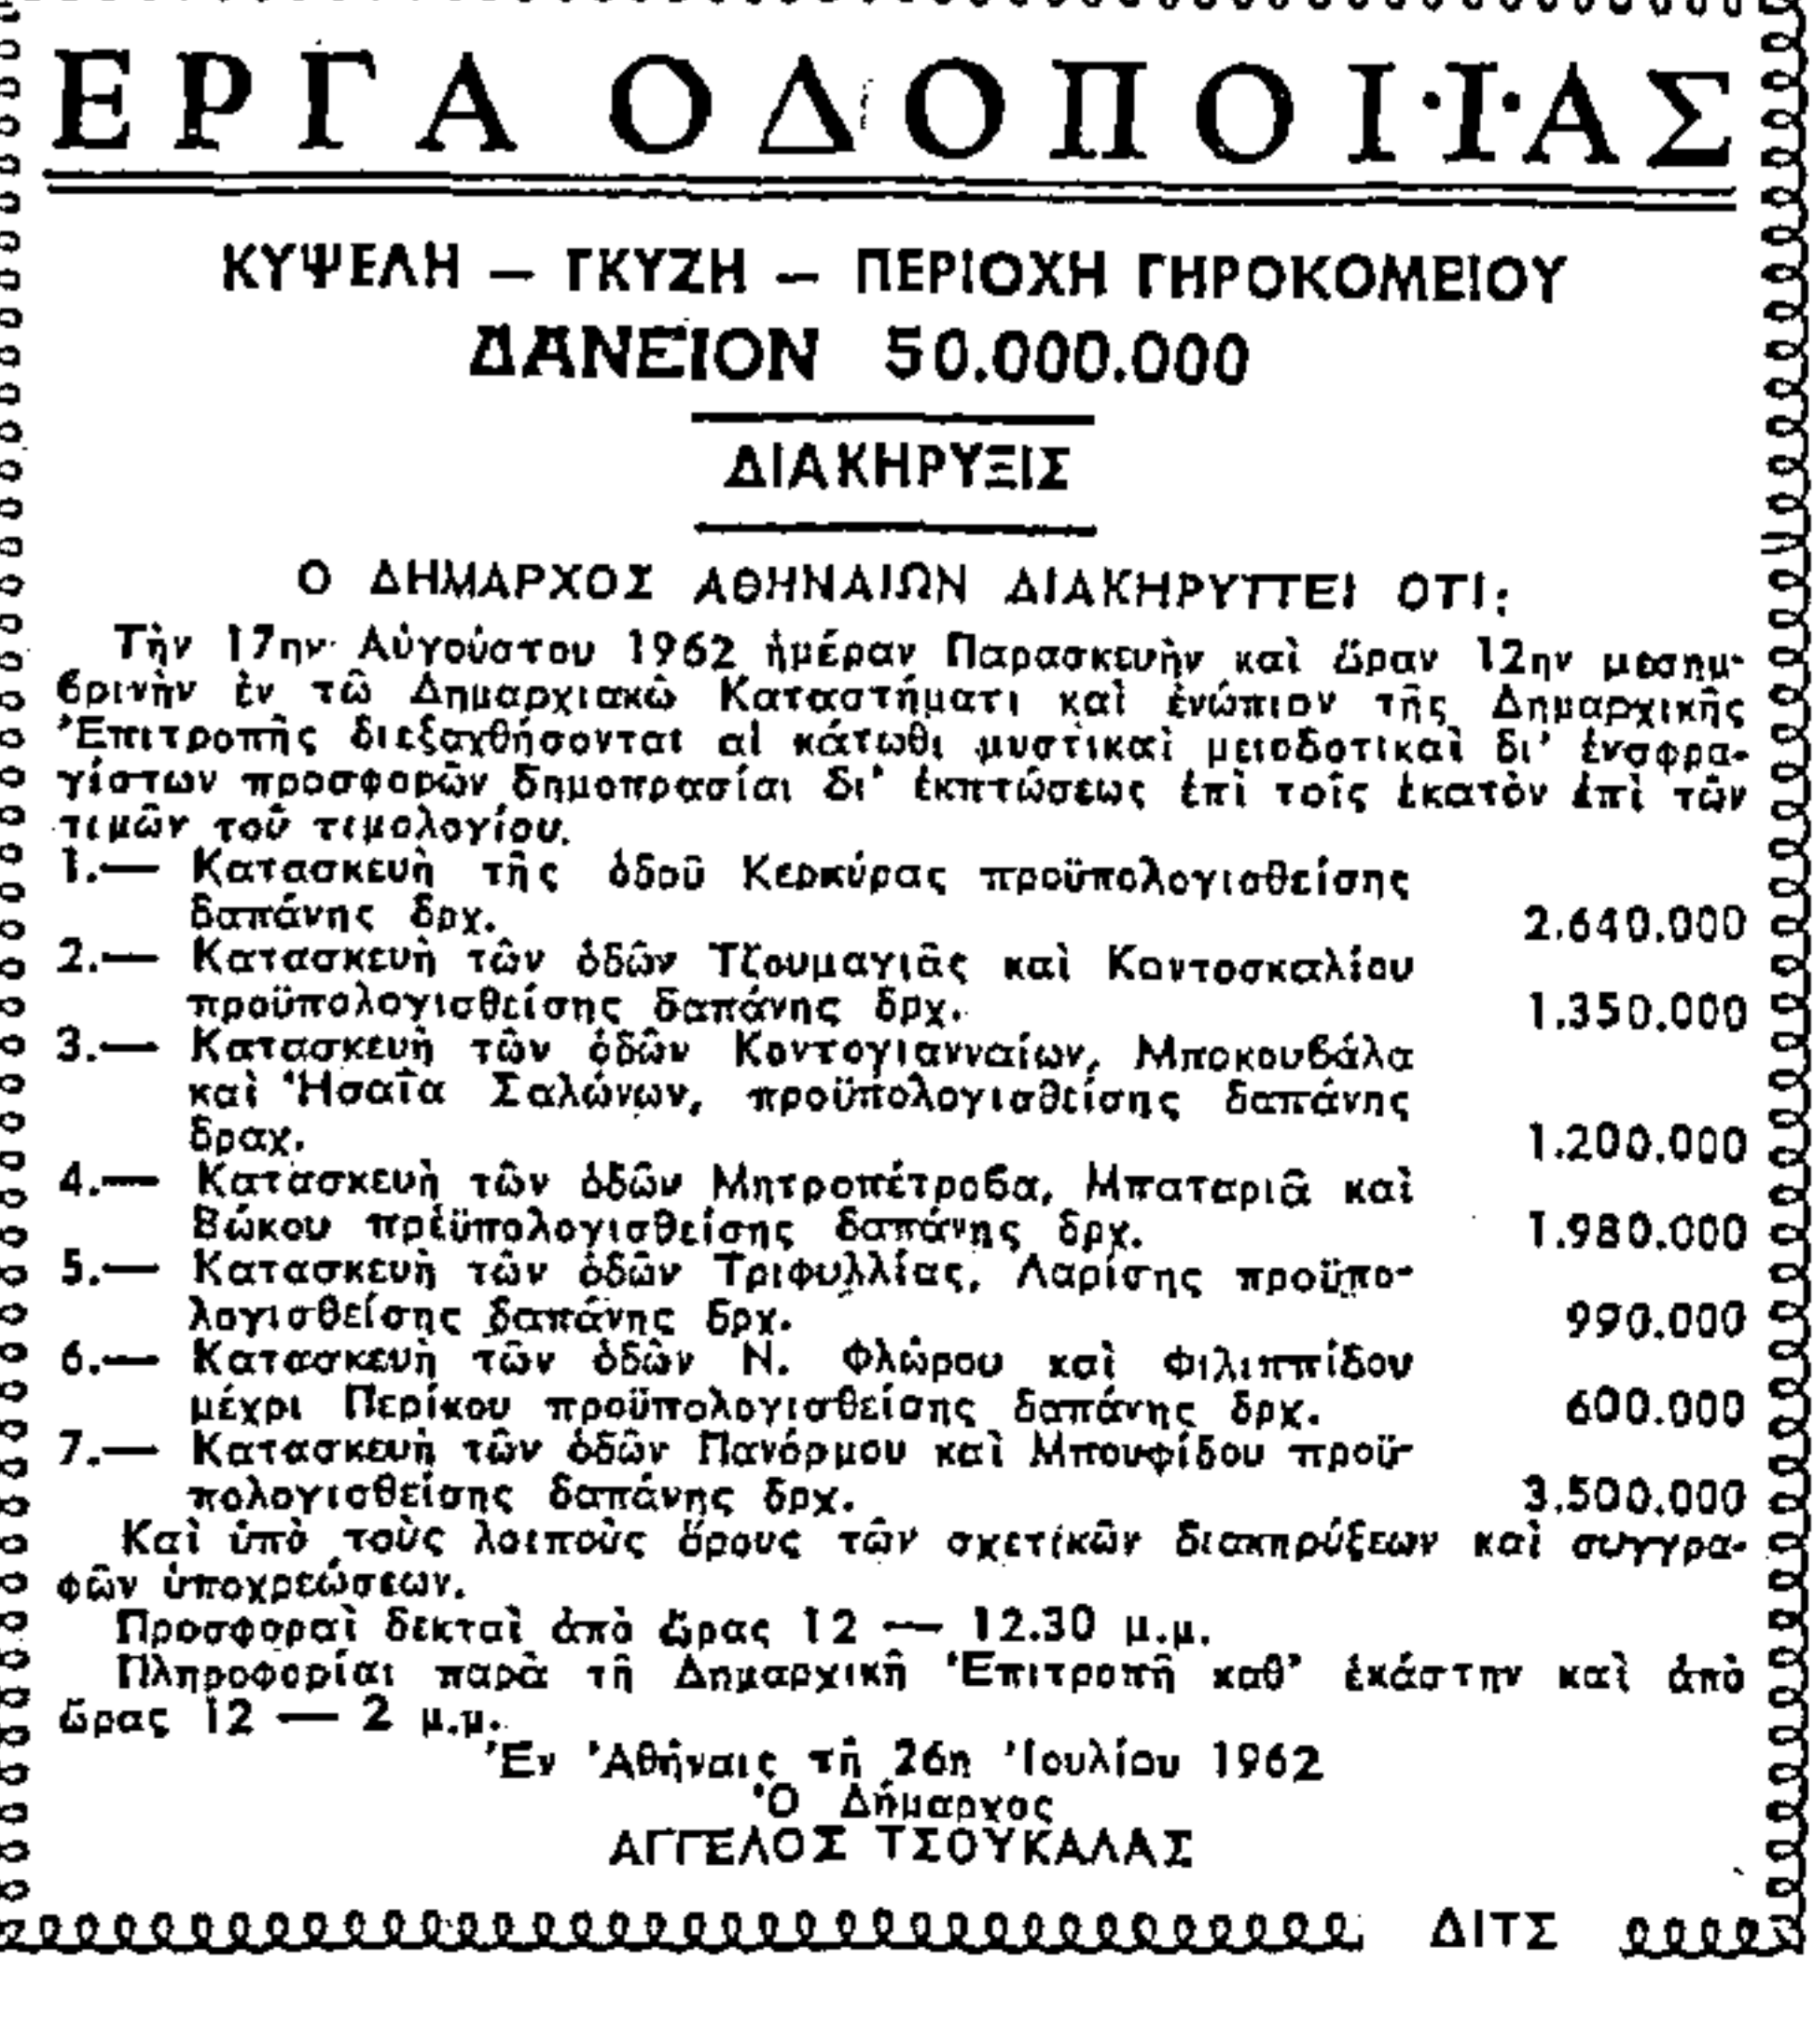 ΕΡΓΑ ΟΔΟΠΟΙΪΑΣ
ΚΥΨΕΛΗ — ΓΚΥΖΗ — ΠΕΡΙΟΧΗ ΓΗΡΟΚΟΜΕΙΟΥ
ΔΑΝΕΙΟΝ 50.000.000
ΔΙΑΚΗΡΥΞΙΣ
Ο ΔΗΜΑΡΧΟΣ ΑΘΗΝΑΙΩΝ ΔΙΑΚΗΡΥΤΤΕΙ ΟΤΙ:
Τὴν 17ην Αὐγούστου 1962 ἡμέραν Παρασκευὴν καὶ ὥραν 12ην μεσημ-
βρινὴν ἐν τῶ Δημαρχιακῶ Καταστήματι καὶ ἐνώπιον τῆς Δημαρχικῆς
Ἐπιτροπῆς διεξαχθήσονται αἱ κάτωθι μυστικαὶ μειοδοτικαὶ δι' ἐνσφρα-
γίστων προσφορῶν δημοπρασίαι δι' ἐκπτώσεως ἐπὶ τοῖς ἑκατὸν ἐπὶ τῶν
τιμῶν τοῦ τιμολογίου.
1.— Κατασκευὴ τῆς ὁδοῦ Κερκύρας προϋπολογισθείσης
δαπάνης δρχ. 2.640.000
2.— Κατασκευὴ τῶν ὁδῶν Τζουμαγιᾶς καὶ Κοντοσκαλίου
προϋπολογισθείσης δαπάνης δρχ. 1.350.000
3.— Κατασκευὴ τῶν ὁδῶν Κοντογιανναίων, Μποκουβάλα
καὶ Ἡσαΐα Σαλώνων, προϋπολογισθείσης δαπάνης
δραχ. 1.200.000
4.— Κατασκευὴ τῶν ὁδῶν Μητροπέτροβα, Μπαταριᾶ καὶ
Βώκου πρεϋπολογισθείσης δαπάνης δρχ. 1.980.000
5.— Κατασκευὴ τῶν ὁδῶν Τριφυλλίας, Λαρίσης προϋπο-
λογισθείσης δαπάνης δρχ. 990.000
6.— Κατασκευὴ τῶν ὁδῶν Ν. Φλώρου καὶ Φιλιππίδου
μέχρι Περίκου προϋπολογισθείσης δαπάνης δρχ. 600.000
7.— Κατασκευὴ τῶν ὁδῶν Πανόρμου καὶ Μπουφίδου προϋ-
πολογισθείσης δαπάνης δρχ. 3.500.000
Καὶ ὑπὸ τοὺς λοιποὺς ὅρους τῶν σχετικῶν διακηρύξεων καὶ συγγρα-
φῶν ὑποχρεώσεων.
Προσφοραὶ δεκταὶ ἀπὸ ὥρας 12 — 12.30 μ.μ.
Πληροφορίαι παρὰ τῆ Δημαρχικῆ Ἐπιτροπῆ καθ' ἑκάστην καὶ ἀπὸ
ὥρας 12 — 2 μ.μ.
Ἐν Ἀθήναις τῆ 26η Ἰουλίου 1962
Ὁ Δήμαρχος
ΑΓΓΕΛΟΣ ΤΣΟΥΚΑΛΑΣ
ΔΙΤΣ